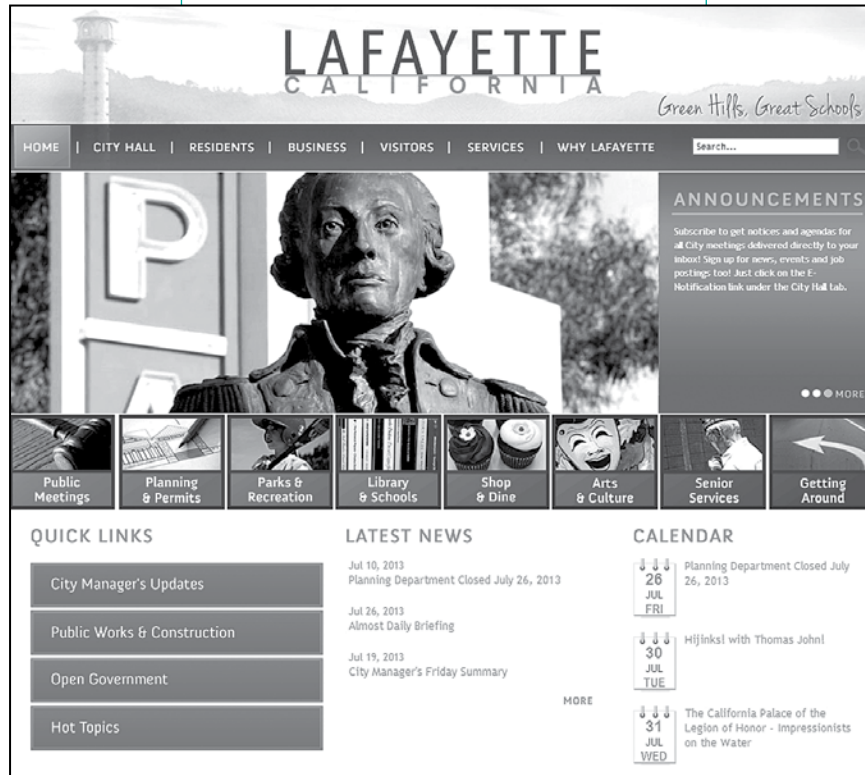 LAFAYETTE
CALIFORNIA
Green Hills, Great Schools
HOME | CITY HALL | RESIDENTS | BUSINESS | VISITORS | SERVICES | WHY LAFAYETTE
Search...
P
ANNOUNCEMENTS
Subscribe to get notices and agendas for
all City meetings delivered directly to your
inbox! Sign up for news, events and job
postings too! Just click on the E-
Notification link under the City Hall tab.
MORE
Public
Meetings
Planning
& Permits
Parks &
Recreation
Library
& Schools
Shop
& Dine
Arts
& Culture
Senior
Services
Getting
Around
QUICK LINKS
City Manager's Updates
Public Works & Construction
Open Government
Hot Topics
LATEST NEWS
Jul 10, 2013
Planning Department Closed July 26, 2013
Jul 26, 2013
Almost Daily Briefing
Jul 19, 2013
City Manager's Friday Summary
MORE
CALENDAR
26
JUL
FRI
Planning Department Closed July
26, 2013
30
JUL
TUE
Hijinks! with Thomas John!
31
JUL
WED
The California Palace of the
Legion of Honor - Impressionists
on the Water